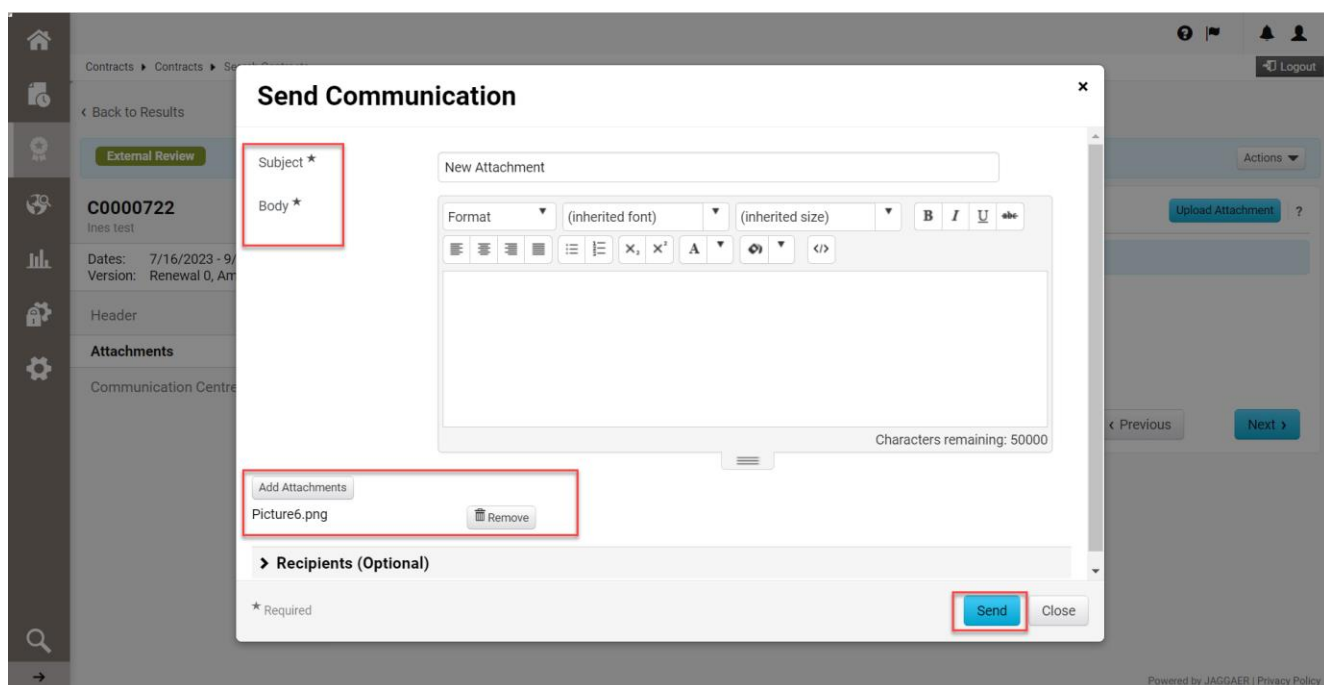 Logout
Contracts ▸ Contracts ▸
‹ Back to Results
External Review
Actions
C0000722
Ines test
Upload Attachment ?
Dates: 7/16/2023 - 9/
Version: Renewal 0, Am
Header
Attachments
Communication Centre
‹ Previous
Next ›
Send Communication
×
Subject ★
New Attachment
Body ★
Format
(inherited font)
(inherited size)
B I U abc
X₂ X² A </>
Characters remaining: 50000
Add Attachments
Picture6.png
Remove
Recipients (Optional)
★ Required
Send
Close
Powered by JAGGAER | Privacy Policy